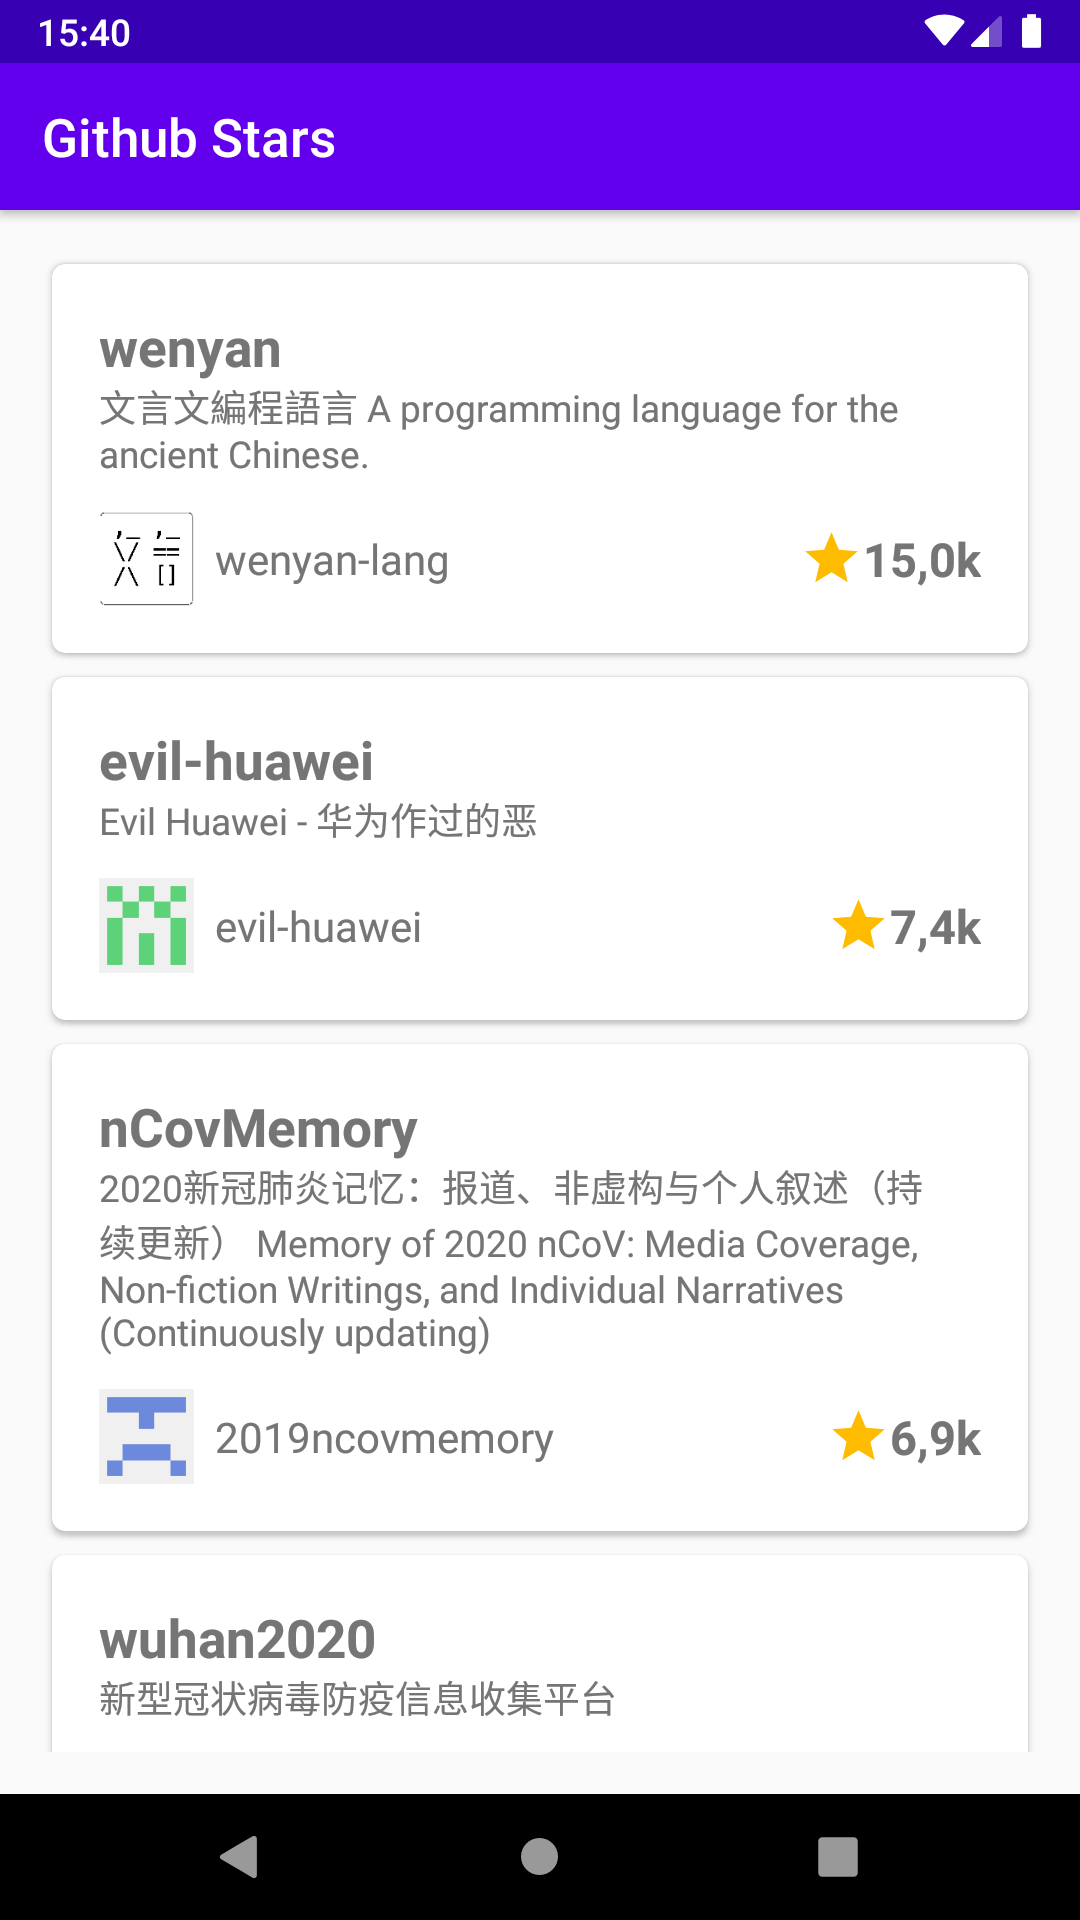 15:40
Github Stars
wenyan
文言文編程語言 A programming language for the
ancient Chinese.
wenyan-lang
15,0k
evil-huawei
Evil Huawei - 华为作过的恶
evil-huawei
7,4k
nCovMemory
2020新冠肺炎记忆：报道、非虚构与个人叙述（持
续更新） Memory of 2020 nCoV: Media Coverage,
Non-fiction Writings, and Individual Narratives
(Continuously updating)
2019ncovmemory
6,9k
wuhan2020
新型冠状病毒防疫信息收集平台